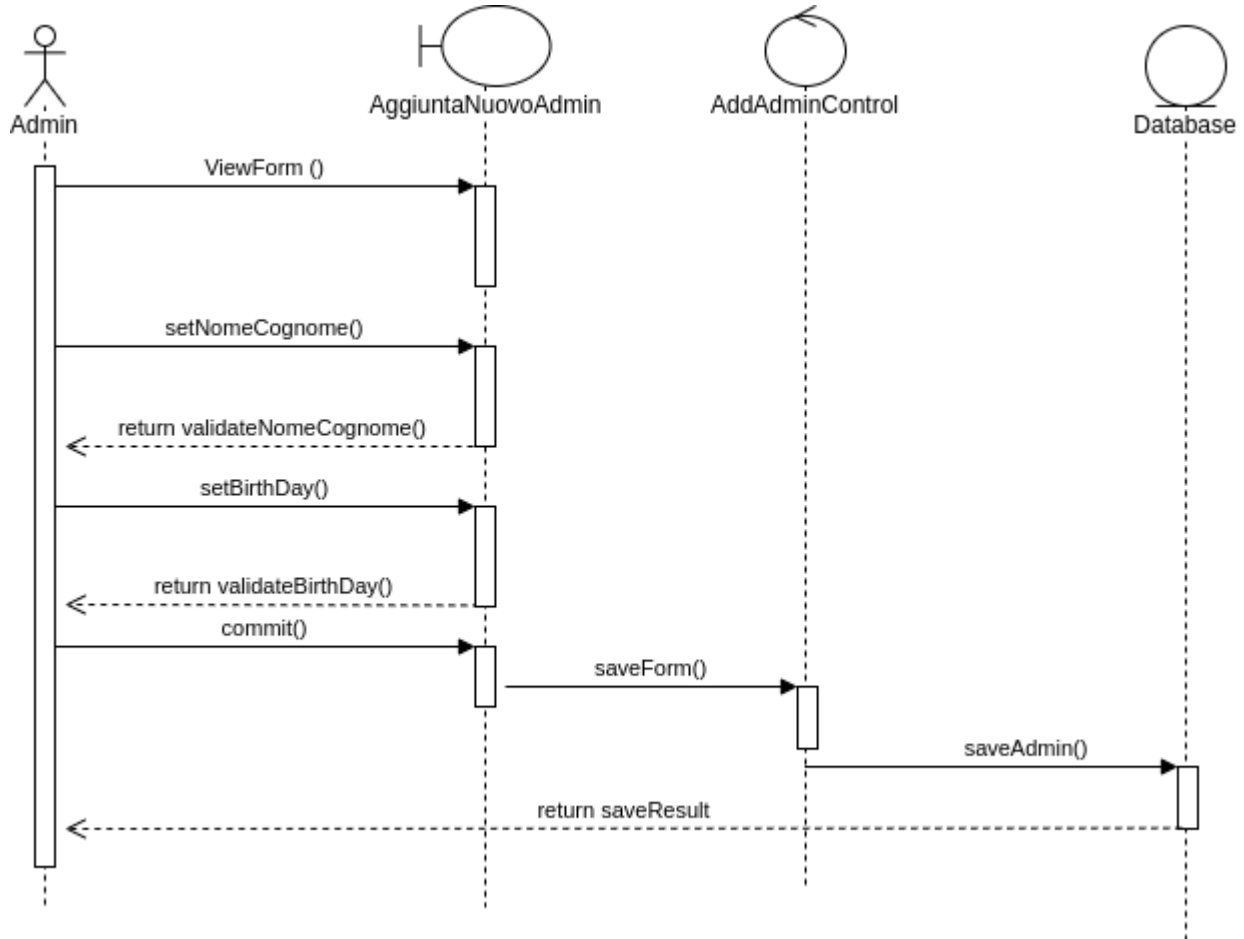 Admin
AggiuntaNuovoAdmin
AddAdminControl
Database
ViewForm ()
setNomeCognome()
return validateNomeCognome()
setBirthDay()
return validateBirthDay()
commit()
saveForm()
saveAdmin()
return saveResult